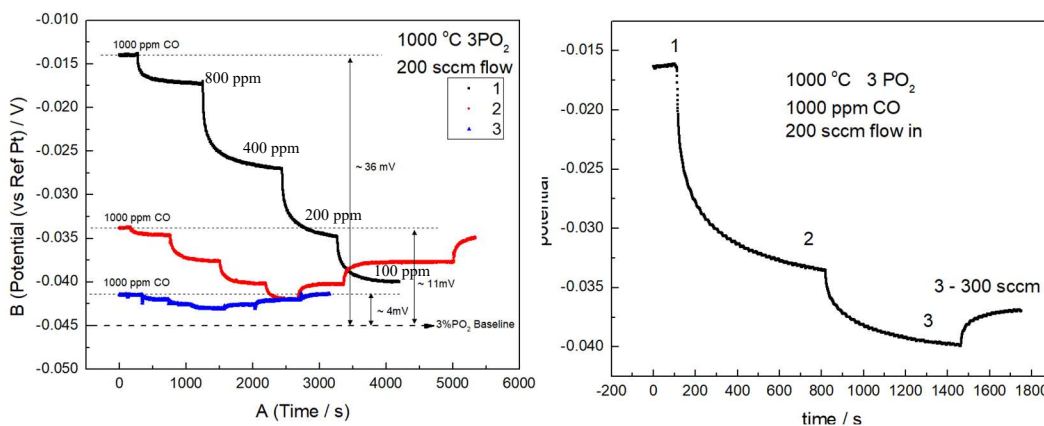 -0.010
-0.015
-0.020
-0.025
-0.030
-0.035
-0.040
-0.045
-0.050
B (Potential (vs Ref Pt) / V)
1000 ppm CO
800 ppm
400 ppm
200 ppm
100 ppm
1000 ppm CO
1000 ppm CO
1000 °C 3PO2
200 sccm flow
1
2
3
~ 36 mV
~ 11mV
~ 4mV
3%PO2 Baseline
0 1000 2000 3000 4000 5000 6000
A (Time / s)
-0.015
-0.020
-0.025
-0.030
-0.035
-0.040
potential
1
1000 °C 3 PO2
1000 ppm CO
200 sccm flow in
2
3
3 - 300 sccm
0 200 400 600 800 1000 1200 1400 1600 1800
time / s